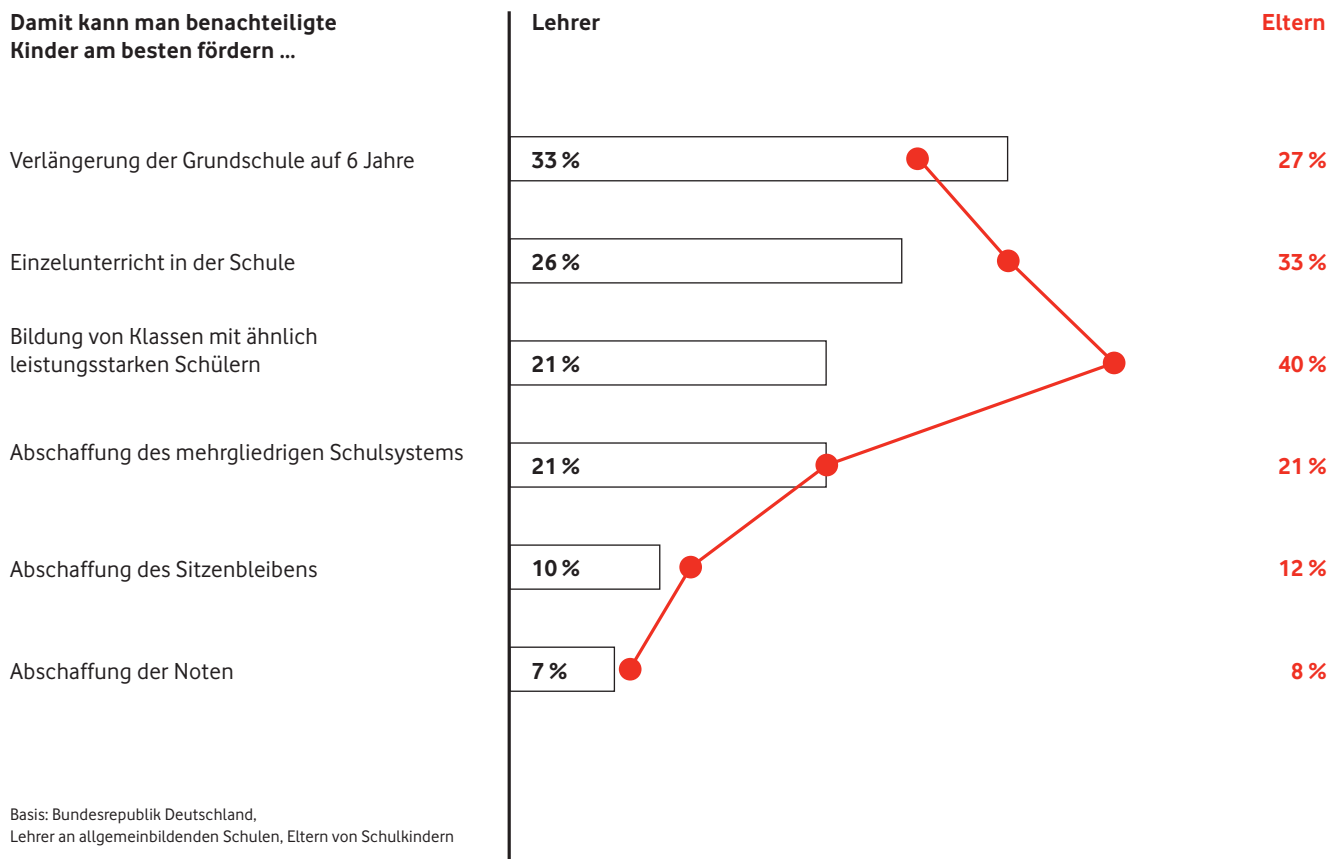 Damit kann man benachteiligte
Kinder am besten fördern ...
Lehrer
Eltern
Verlängerung der Grundschule auf 6 Jahre
33 %
27 %
Einzelunterricht in der Schule
26 %
33 %
Bildung von Klassen mit ähnlich
leistungsstarken Schülern
21 %
40 %
Abschaffung des mehrgliedrigen Schulsystems
21 %
21 %
Abschaffung des Sitzenbleibens
10 %
12 %
Abschaffung der Noten
7 %
8 %
Basis: Bundesrepublik Deutschland,
Lehrer an allgemeinbildenden Schulen, Eltern von Schulkindern